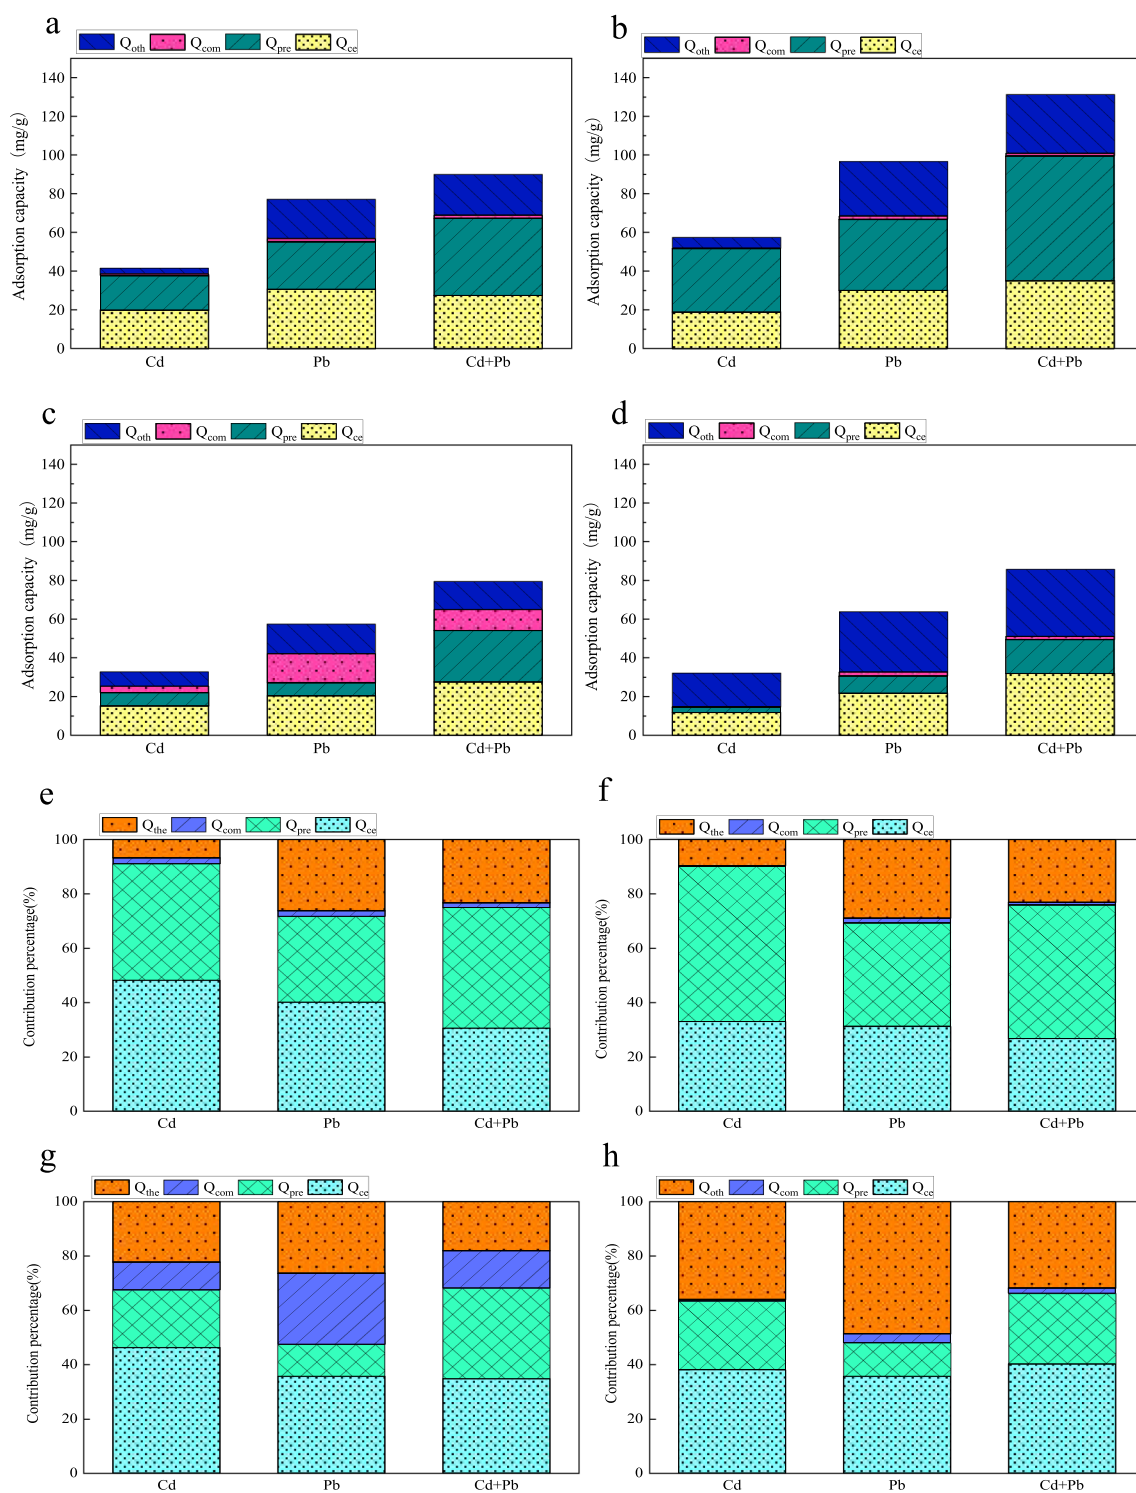 a
Qoth Qcom Qpre Qce
Adsorption capacity (mg/g)
140
120
100
80
60
40
20
0
Cd Pb Cd+Pb
b
Qoth Qcom Qpre Qce
Adsorption capacity (mg/g)
140
120
100
80
60
40
20
0
Cd Pb Cd+Pb
c
Qoth Qcom Qpre Qce
Adsorption capacity (mg/g)
140
120
100
80
60
40
20
0
Cd Pb Cd+Pb
d
Qoth Qcom Qpre Qce
Adsorption capacity (mg/g)
140
120
100
80
60
40
20
0
Cd Pb Cd+Pb
e
Qthe Qcom Qpre Qce
Contribution percentage(%)
100
80
60
40
20
0
Cd Pb Cd+Pb
f
Qthe Qcom Qpre Qce
Contribution percentage(%)
100
80
60
40
20
0
Cd Pb Cd+Pb
g
Qthe Qcom Qpre Qce
Contribution percentage(%)
100
80
60
40
20
0
Cd Pb Cd+Pb
h
Qoth Qcom Qpre Qce
Contribution percentage(%)
100
80
60
40
20
0
Cd Pb Cd+Pb